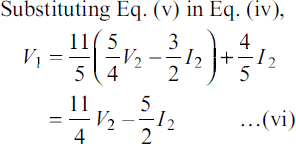 Substituting Eq. (v) in Eq. (iv),
V₁ = 11/5 (5/4 V₂ − 3/2 I₂) + 4/5 I₂
= 11/4 V₂ − 5/2 I₂ ...(vi)